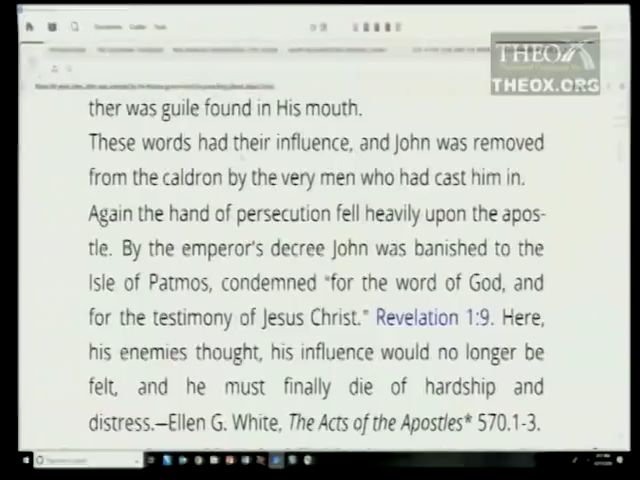 THEOX
THEOX.ORG
ther was guile found in His mouth.
These words had their influence, and John was removed
from the caldron by the very men who had cast him in.
Again the hand of persecution fell heavily upon the apos-
tle. By the emperor's decree John was banished to the
Isle of Patmos, condemned "for the word of God, and
for the testimony of Jesus Christ." Revelation 1:9. Here,
his enemies thought, his influence would no longer be
felt, and he must finally die of hardship and
distress.—Ellen G. White, The Acts of the Apostles* 570.1-3.